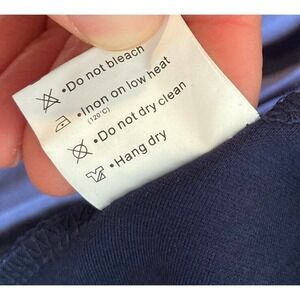 •Do not bleach
•Inon on low heat
(120°C)
•Do not dry clean
•Hang dry